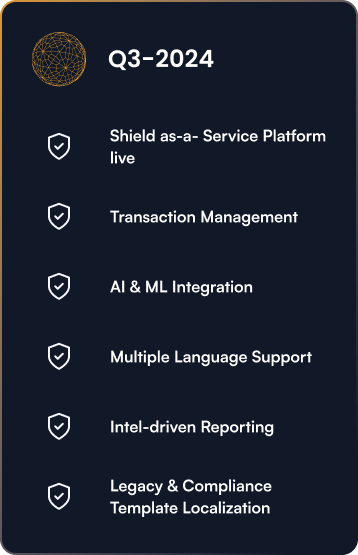 Q3-2024
Shield as-a- Service Platform
live
Transaction Management
AI & ML Integration
Multiple Language Support
Intel-driven Reporting
Legacy & Compliance
Template Localization